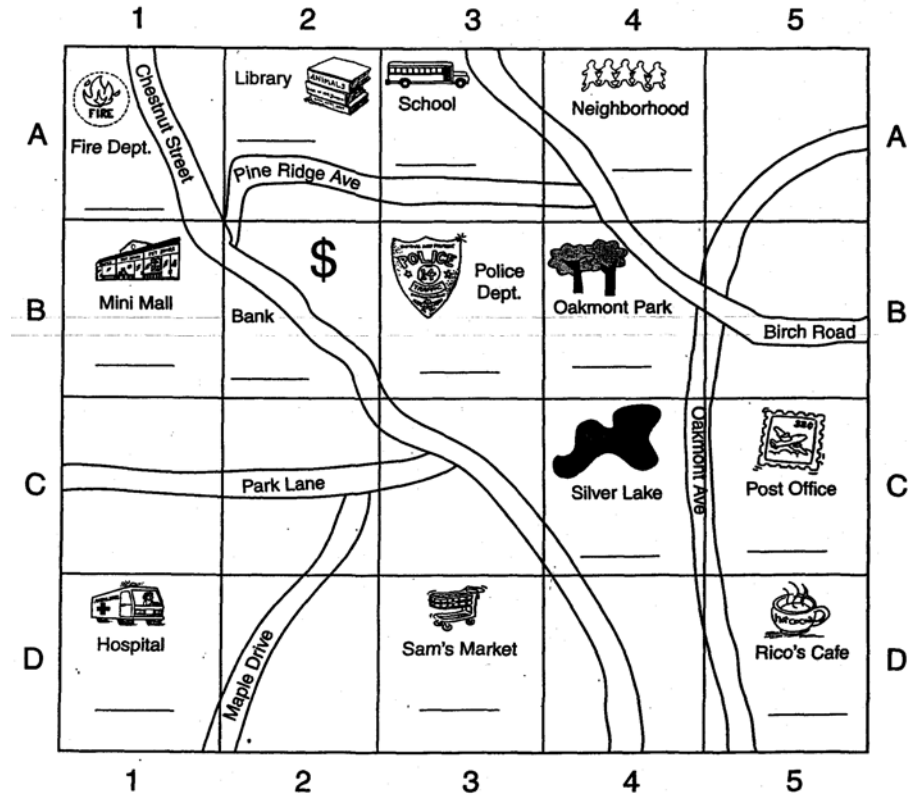 1 2 3 4 5
A
FIRE
Fire Dept.
Chestnut Street
Library
ANIMALS
School
Neighborhood
A
Pine Ridge Ave
B
Mini Mall
$
Bank
POLICE
Police
Dept.
Oakmont Park
Birch Road
B
C
Park Lane
Silver Lake
Oakmont Ave
Post Office
C
D
Hospital
Maple Drive
Sam's Market
Rico's Cafe
D
1 2 3 4 5